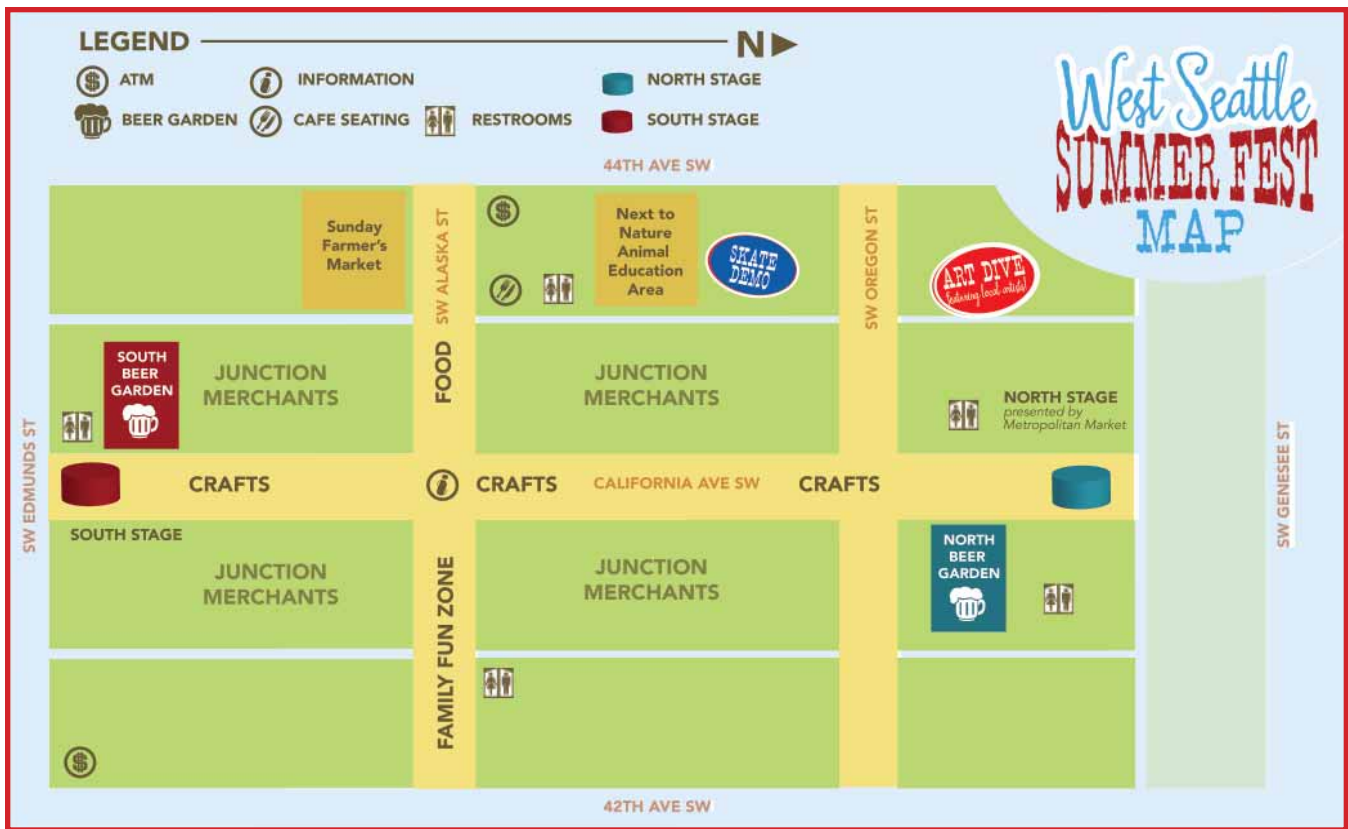 LEGEND
N
ATM
INFORMATION
NORTH STAGE
BEER GARDEN
CAFE SEATING
RESTROOMS
SOUTH STAGE
West Seattle
SUMMER FEST
MAP
44TH AVE SW
Sunday
Farmer's
Market
SW ALASKA ST
Next to
Nature
Animal
Education
Area
SKATE
DEMO
SW OREGON ST
ART DIVE
featuring local artists!
SOUTH
BEER
GARDEN
JUNCTION
MERCHANTS
FOOD
JUNCTION
MERCHANTS
NORTH STAGE
presented by
Metropolitan Market
SW EDMUNDS ST
CRAFTS
CRAFTS
CALIFORNIA AVE SW
CRAFTS
SW GENESEE ST
SOUTH STAGE
JUNCTION
MERCHANTS
FAMILY FUN ZONE
JUNCTION
MERCHANTS
NORTH
BEER
GARDEN
42TH AVE SW